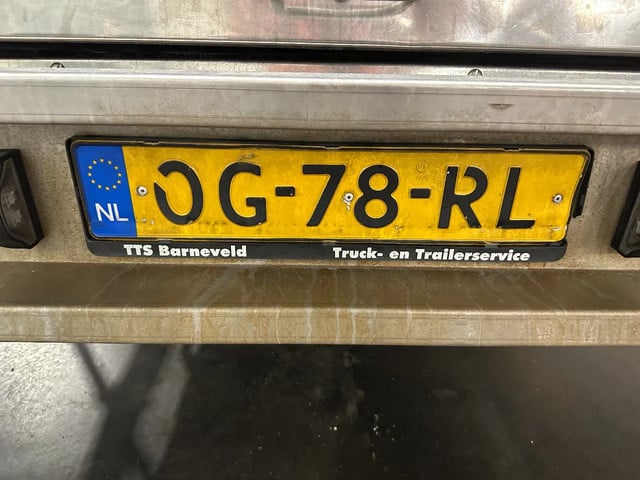 NL OG-78-RL
TTS Barneveld Truck- en Trailerservice